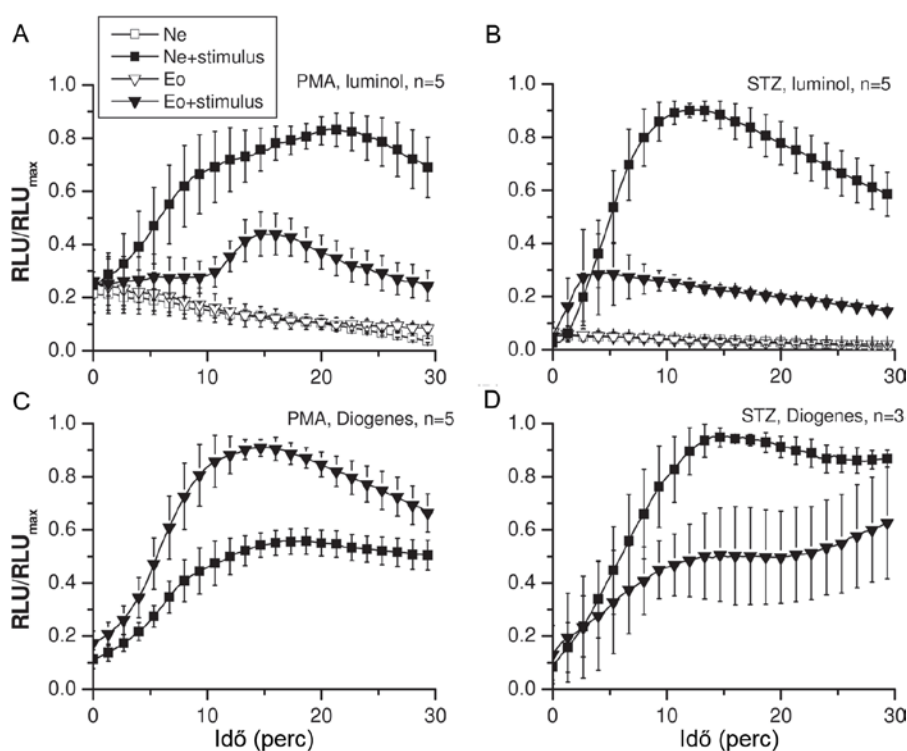 A
B
Ne
Ne+stimulus
Eo
Eo+stimulus
PMA, luminol, n=5
STZ, luminol, n=5
RLU/RLUmax
1.0
0.8
0.6
0.4
0.2
0.0
0 10 20 30
1.0
0.8
0.6
0.4
0.2
0.0
0 10 20 30
C
D
PMA, Diogenes, n=5
STZ, Diogenes, n=3
RLU/RLUmax
1.0
0.8
0.6
0.4
0.2
0.0
0 10 20 30
Idő (perc)
1.0
0.8
0.6
0.4
0.2
0.0
0 10 20 30
Idő (perc)